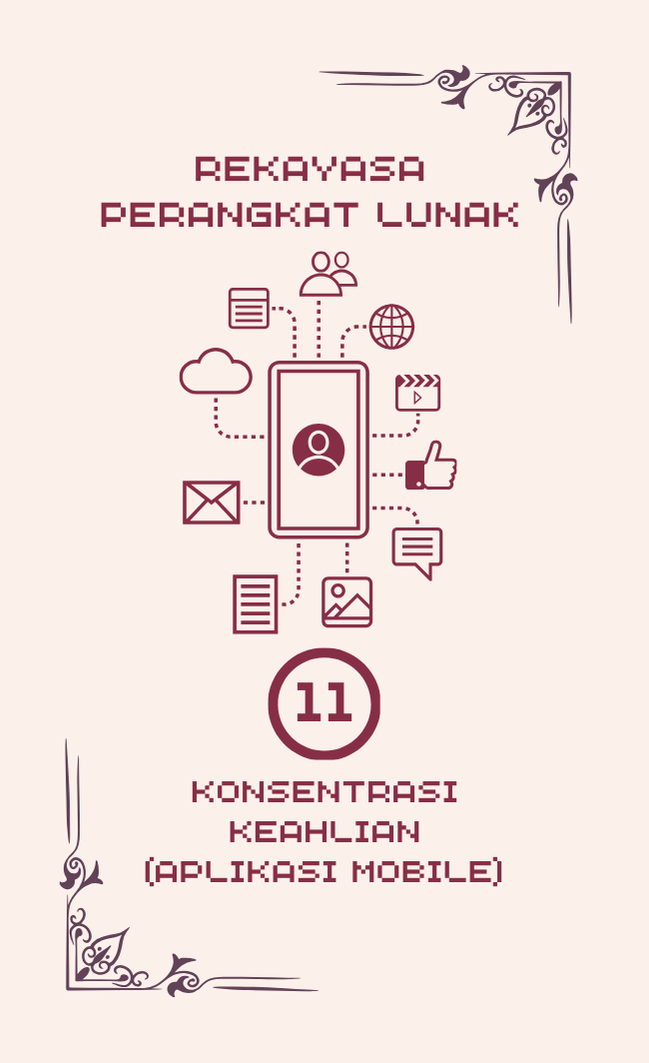 REKAYASA
PERANGKAT LUNAK
11
KONSENTRASI
KEAHLIAN
(APLIKASI MOBILE)